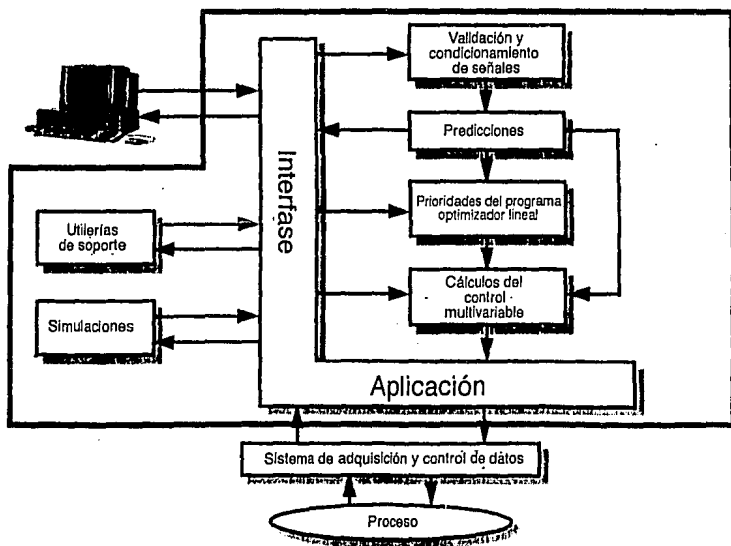 Validación y
condicionamiento
de señales
Predicciones
Interfase
Prioridades del programa
optimizador lineal
Utilerías
de soporte
Cálculos del
control
multivariable
Simulaciones
Aplicación
Sistema de adquisición y control de datos
Proceso